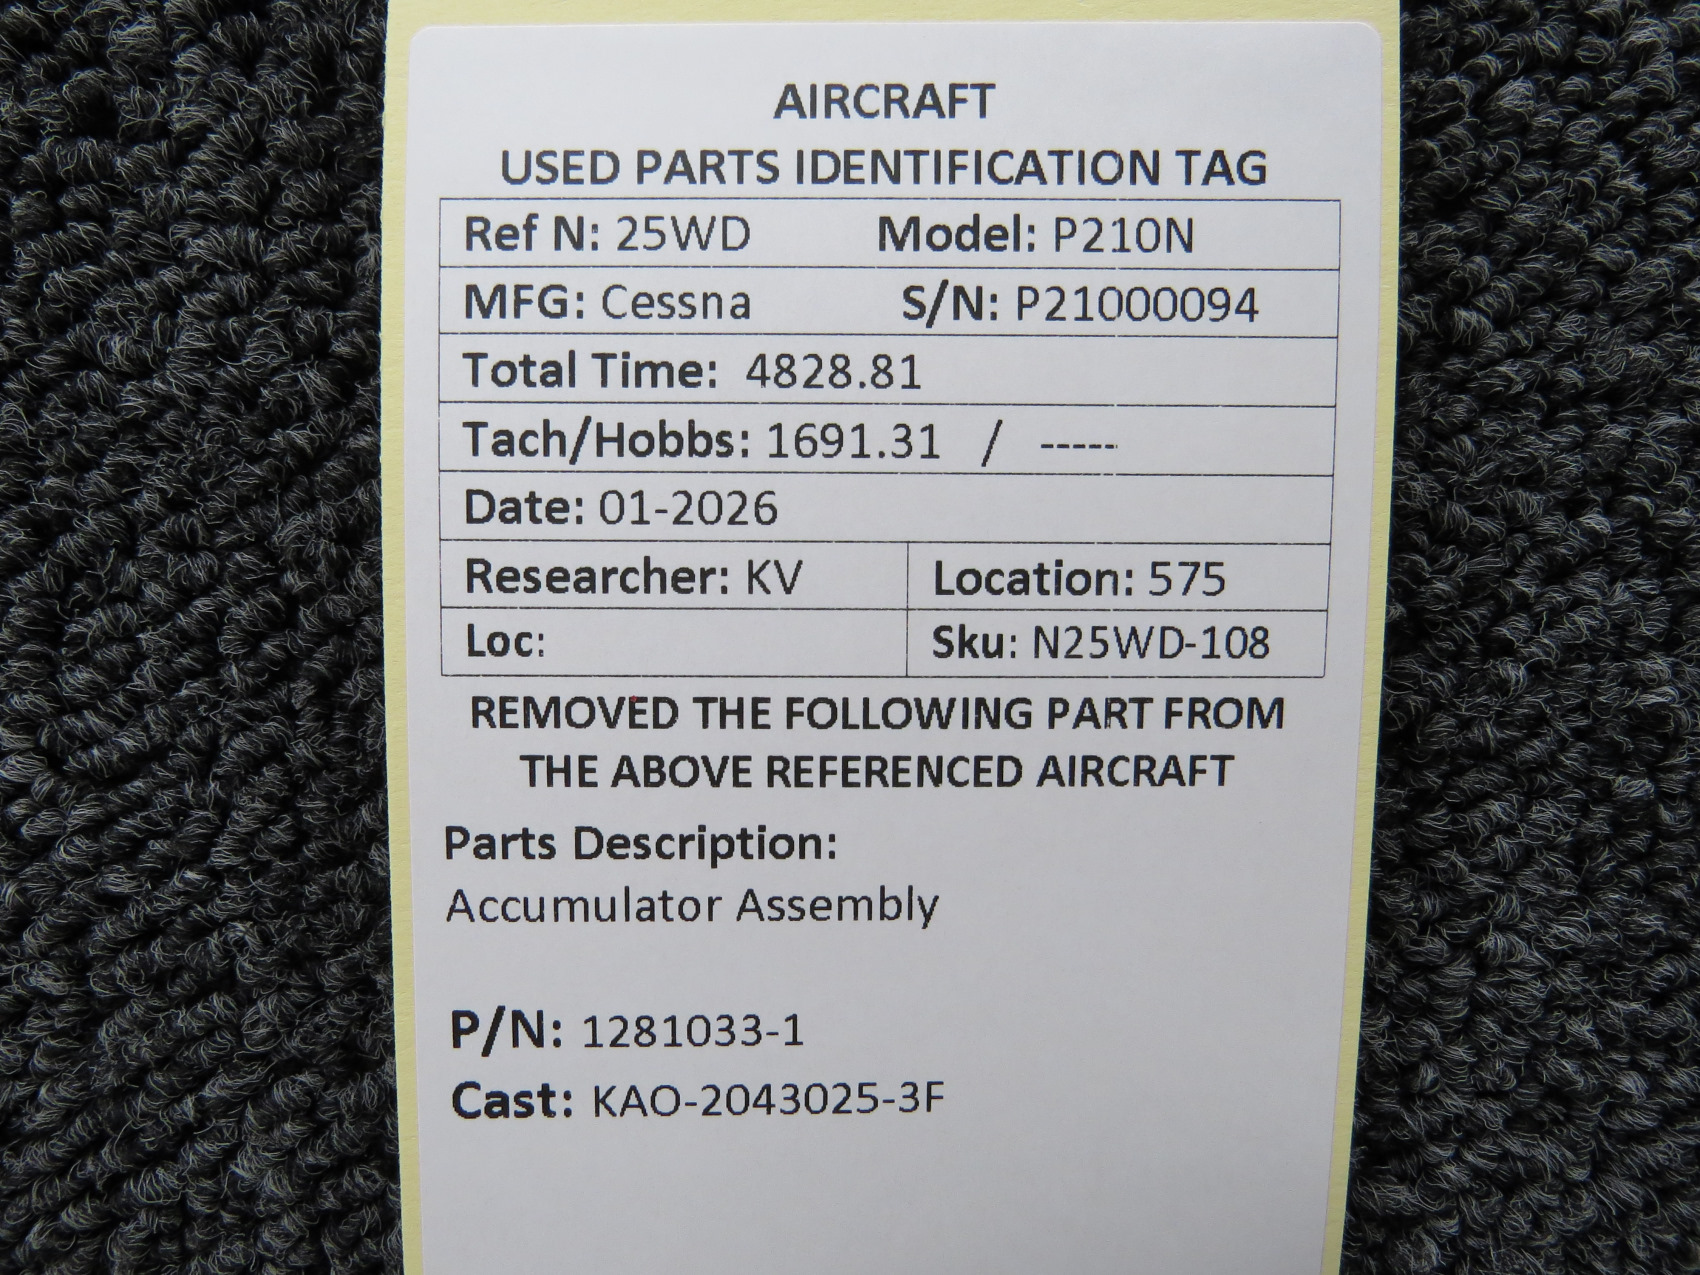 AIRCRAFT
USED PARTS IDENTIFICATION TAG
Ref N: 25WD Model: P210N
MFG: Cessna S/N: P21000094
Total Time: 4828.81
Tach/Hobbs: 1691.31 / -----
Date: 01-2026
Researcher: KV Location: 575
Loc: Sku: N25WD-108
REMOVED THE FOLLOWING PART FROM
THE ABOVE REFERENCED AIRCRAFT
Parts Description:
Accumulator Assembly
P/N: 1281033-1
Cast: KAO-2043025-3F